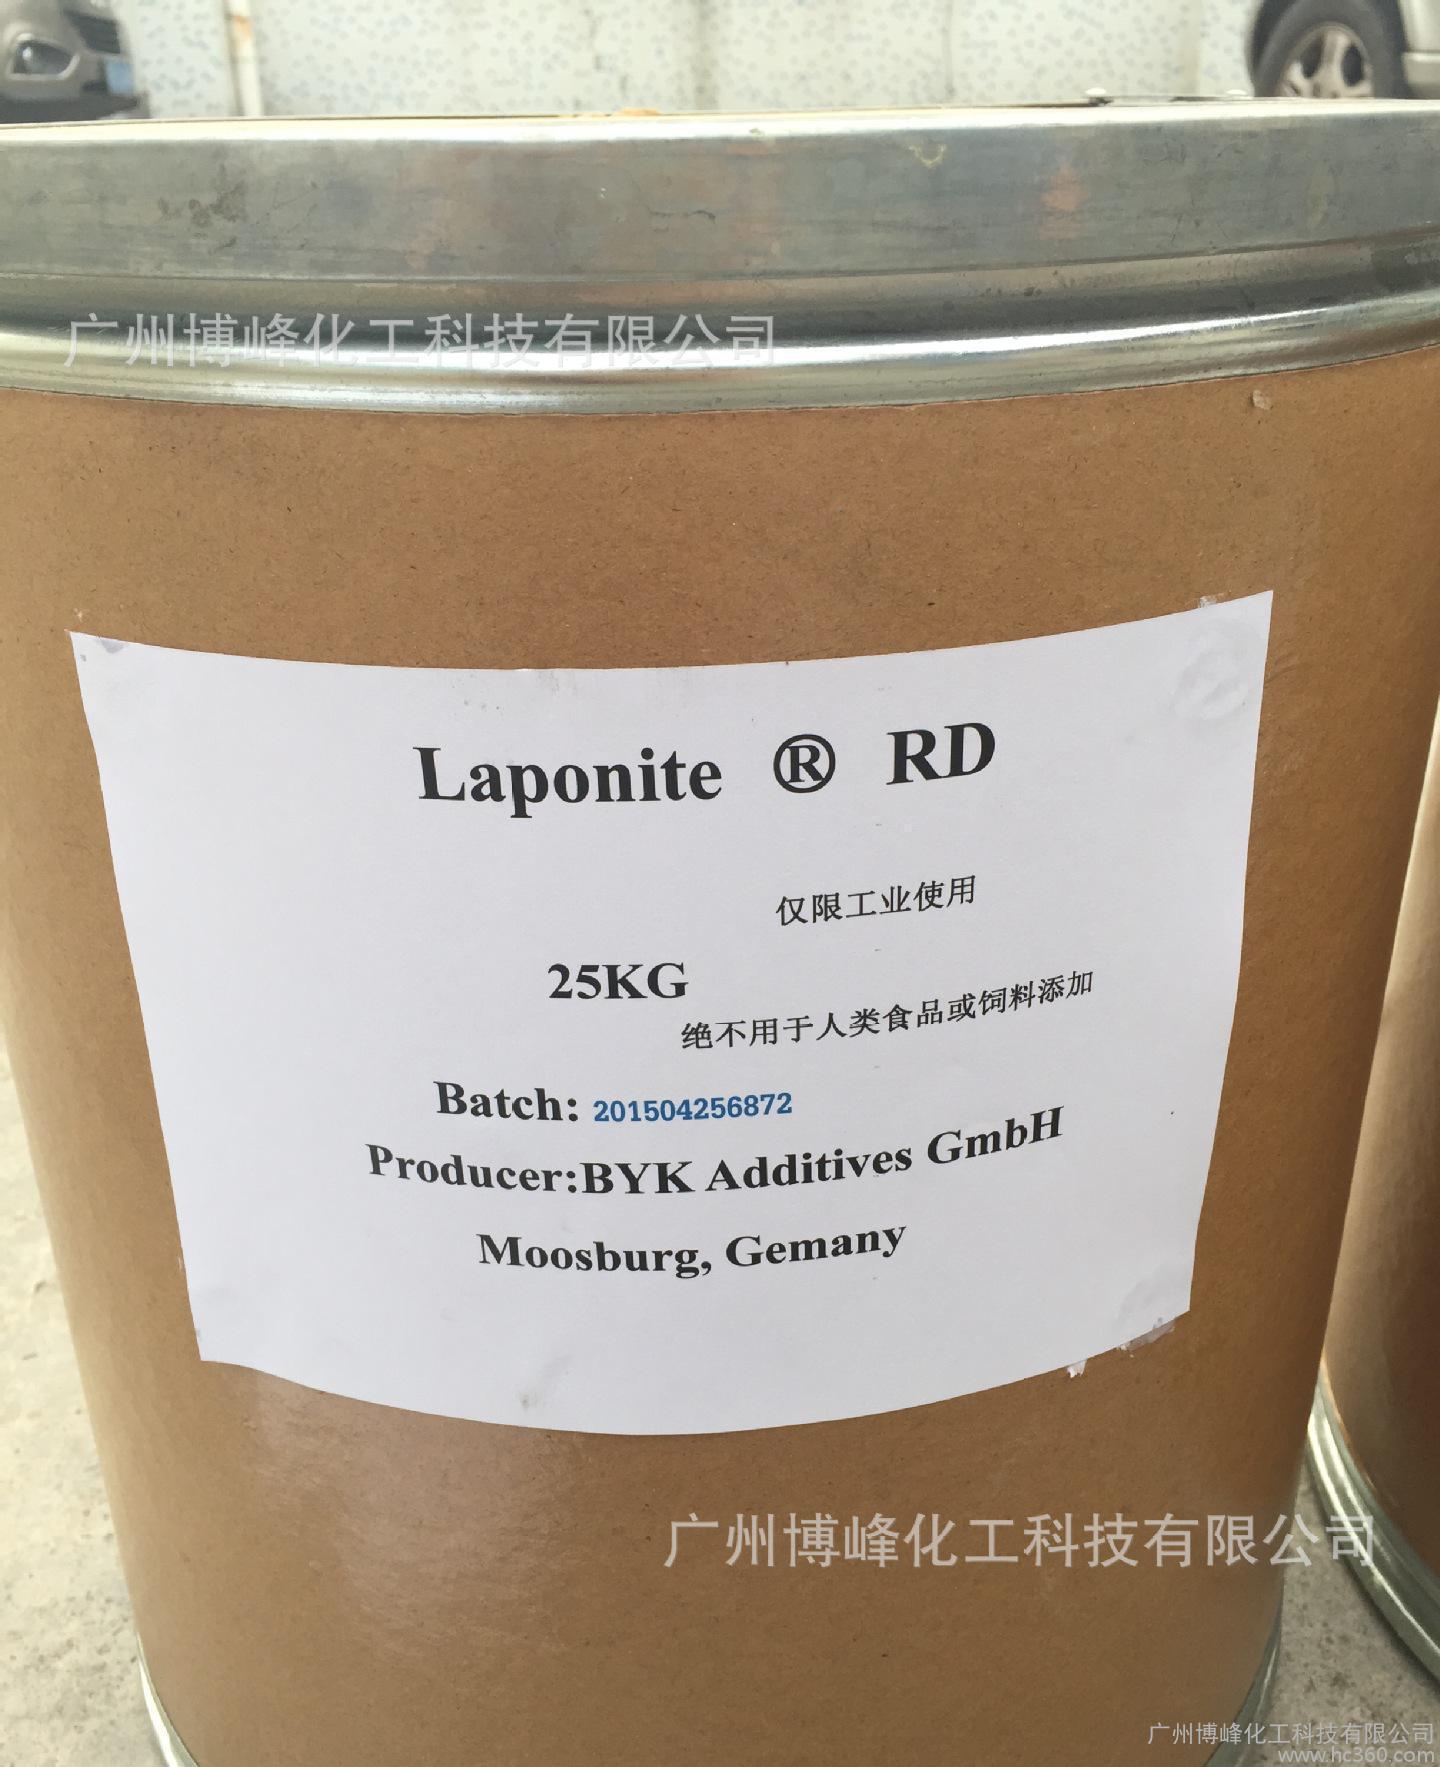 广州博峰化工科技有限公司
Laponite ® RD
仅限工业使用
25KG
绝不用于人类食品或饲料添加
Batch: 201504256872
Producer:BYK Additives GmbH
Moosburg, Gemany
广州博峰化工科技有限公司
广州博峰化工科技有限公司
www.hc360.com